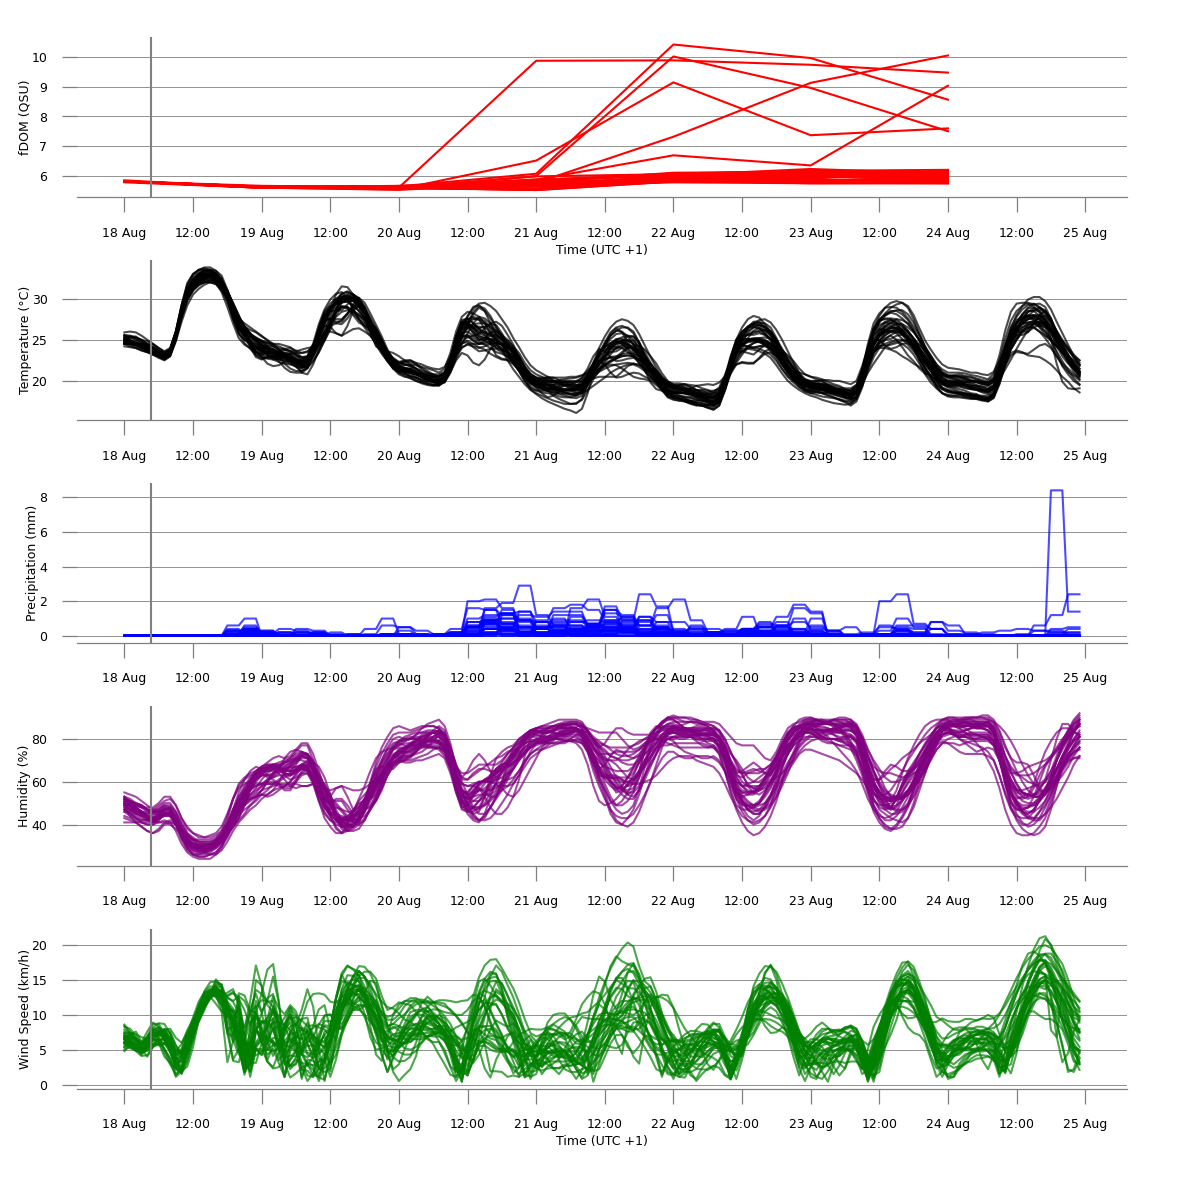 fDOM (QSU)
10
9
8
7
6
18 Aug 12:00 19 Aug 12:00 20 Aug 12:00 21 Aug 12:00 22 Aug 12:00 23 Aug 12:00 24 Aug 12:00 25 Aug
Time (UTC +1)
Temperature (°C)
30
25
20
18 Aug 12:00 19 Aug 12:00 20 Aug 12:00 21 Aug 12:00 22 Aug 12:00 23 Aug 12:00 24 Aug 12:00 25 Aug
Precipitation (mm)
8
6
4
2
0
18 Aug 12:00 19 Aug 12:00 20 Aug 12:00 21 Aug 12:00 22 Aug 12:00 23 Aug 12:00 24 Aug 12:00 25 Aug
Humidity (%)
80
60
40
18 Aug 12:00 19 Aug 12:00 20 Aug 12:00 21 Aug 12:00 22 Aug 12:00 23 Aug 12:00 24 Aug 12:00 25 Aug
Wind Speed (km/h)
20
15
10
5
0
18 Aug 12:00 19 Aug 12:00 20 Aug 12:00 21 Aug 12:00 22 Aug 12:00 23 Aug 12:00 24 Aug 12:00 25 Aug
Time (UTC +1)